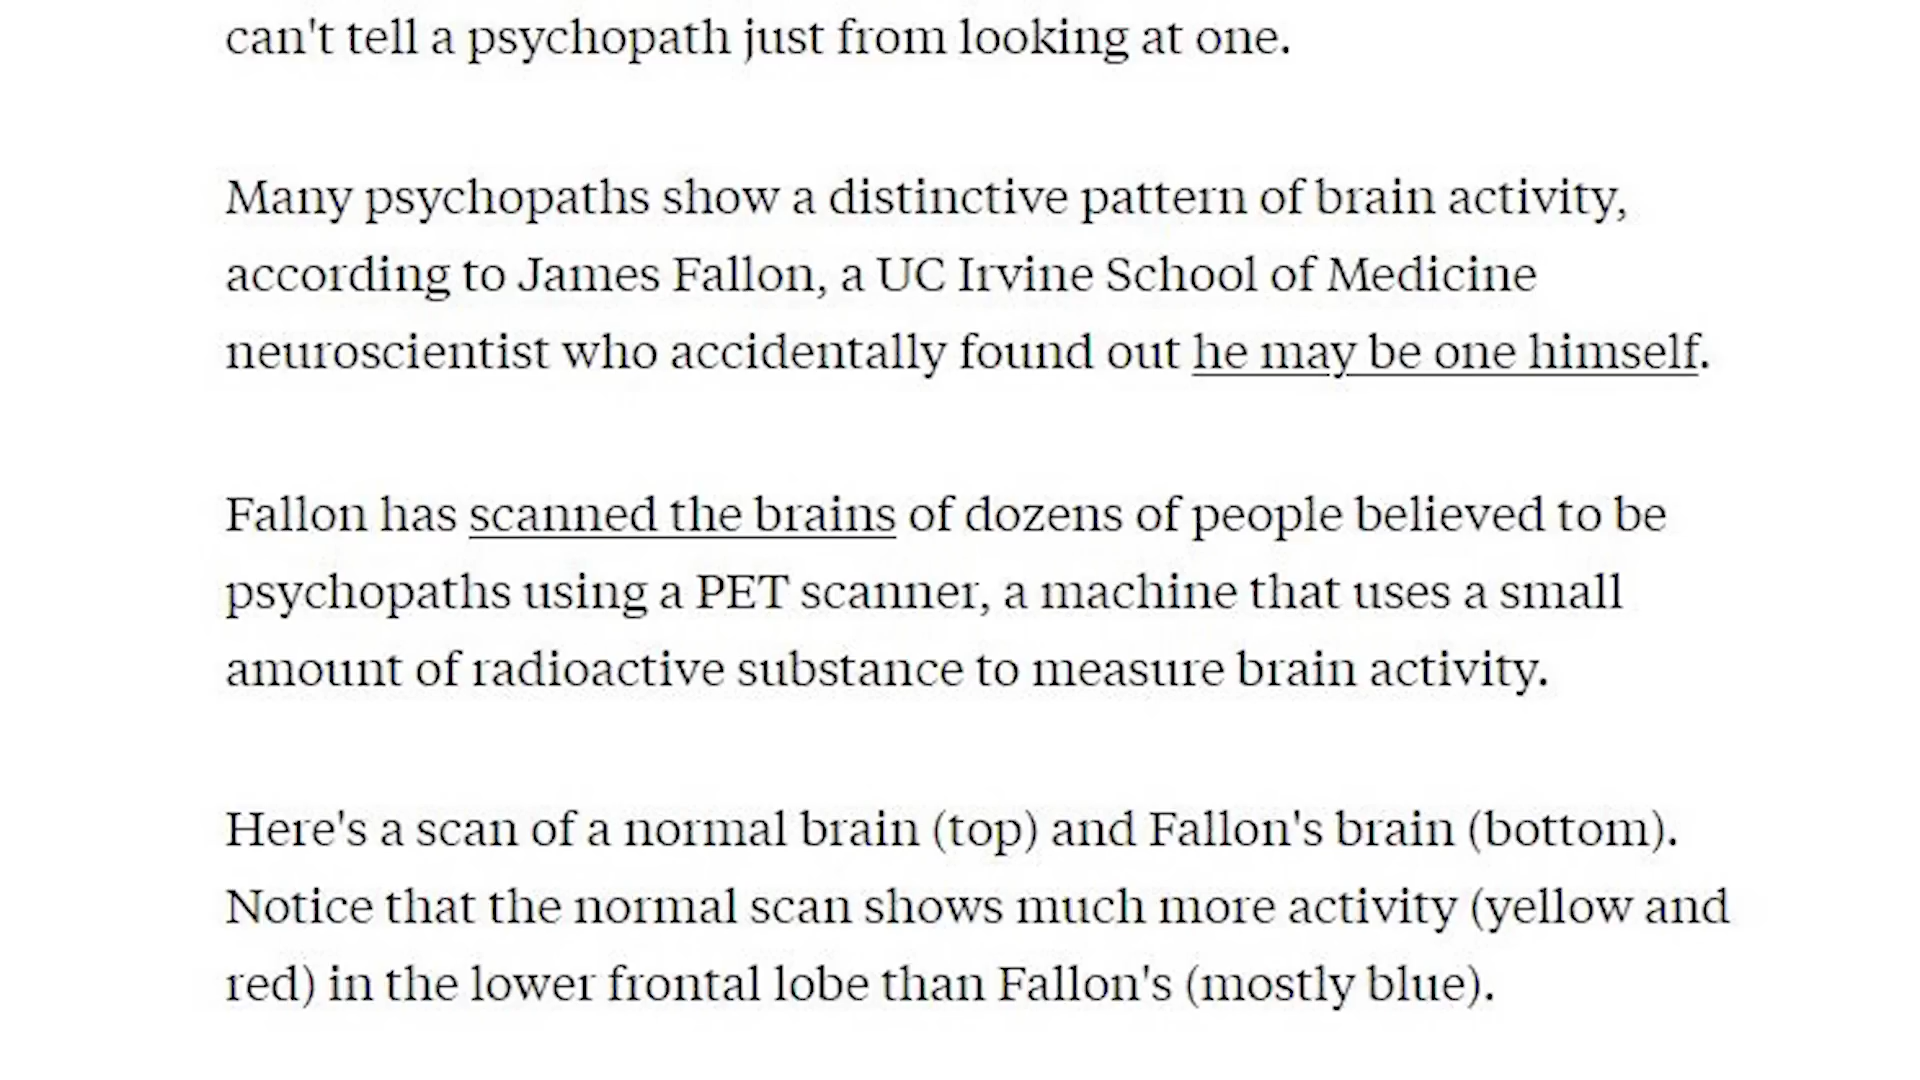 can't tell a psychopath just from looking at one.
Many psychopaths show a distinctive pattern of brain activity,
according to James Fallon, a UC Irvine School of Medicine
neuroscientist who accidentally found out he may be one himself.
Fallon has scanned the brains of dozens of people believed to be
psychopaths using a PET scanner, a machine that uses a small
amount of radioactive substance to measure brain activity.
Here's a scan of a normal brain (top) and Fallon's brain (bottom).
Notice that the normal scan shows much more activity (yellow and
red) in the lower frontal lobe than Fallon's (mostly blue).